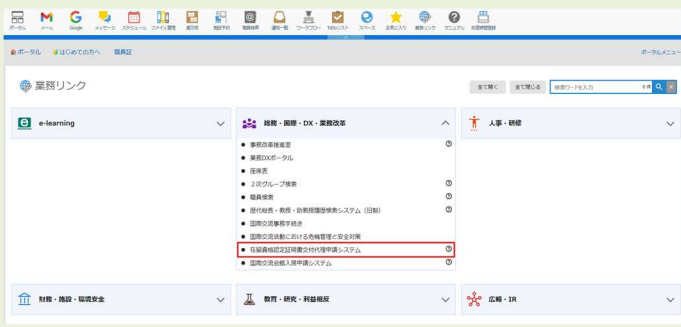 ポータル メール Google メッセージ スケジュール ファイル管理 掲示板 施設予約 職員検索 通知一覧 ワークフロー ToDoリスト スペース お気に入り 業務リンク マニュアル 在宅時間登録
ポータル はじめての方へ 職員証 ポータルメニュー
業務リンク 全て開く 全て閉じる 検索ワードを入力
e-learning 総務・国際・DX・業務改革 人事・研修
事務改革推進室
業務DXポータル
座席表
2次グループ検索
職員検索
歴代総長・教授・助教授履歴検索システム（旧制）
国際交流事務手続き
国際交流活動における危機管理と安全対策
在留資格認定証明書交付代理申請システム
国際交流会館入居申請システム
財務・施設・環境安全 教育・研究・利益相反 広報・IR